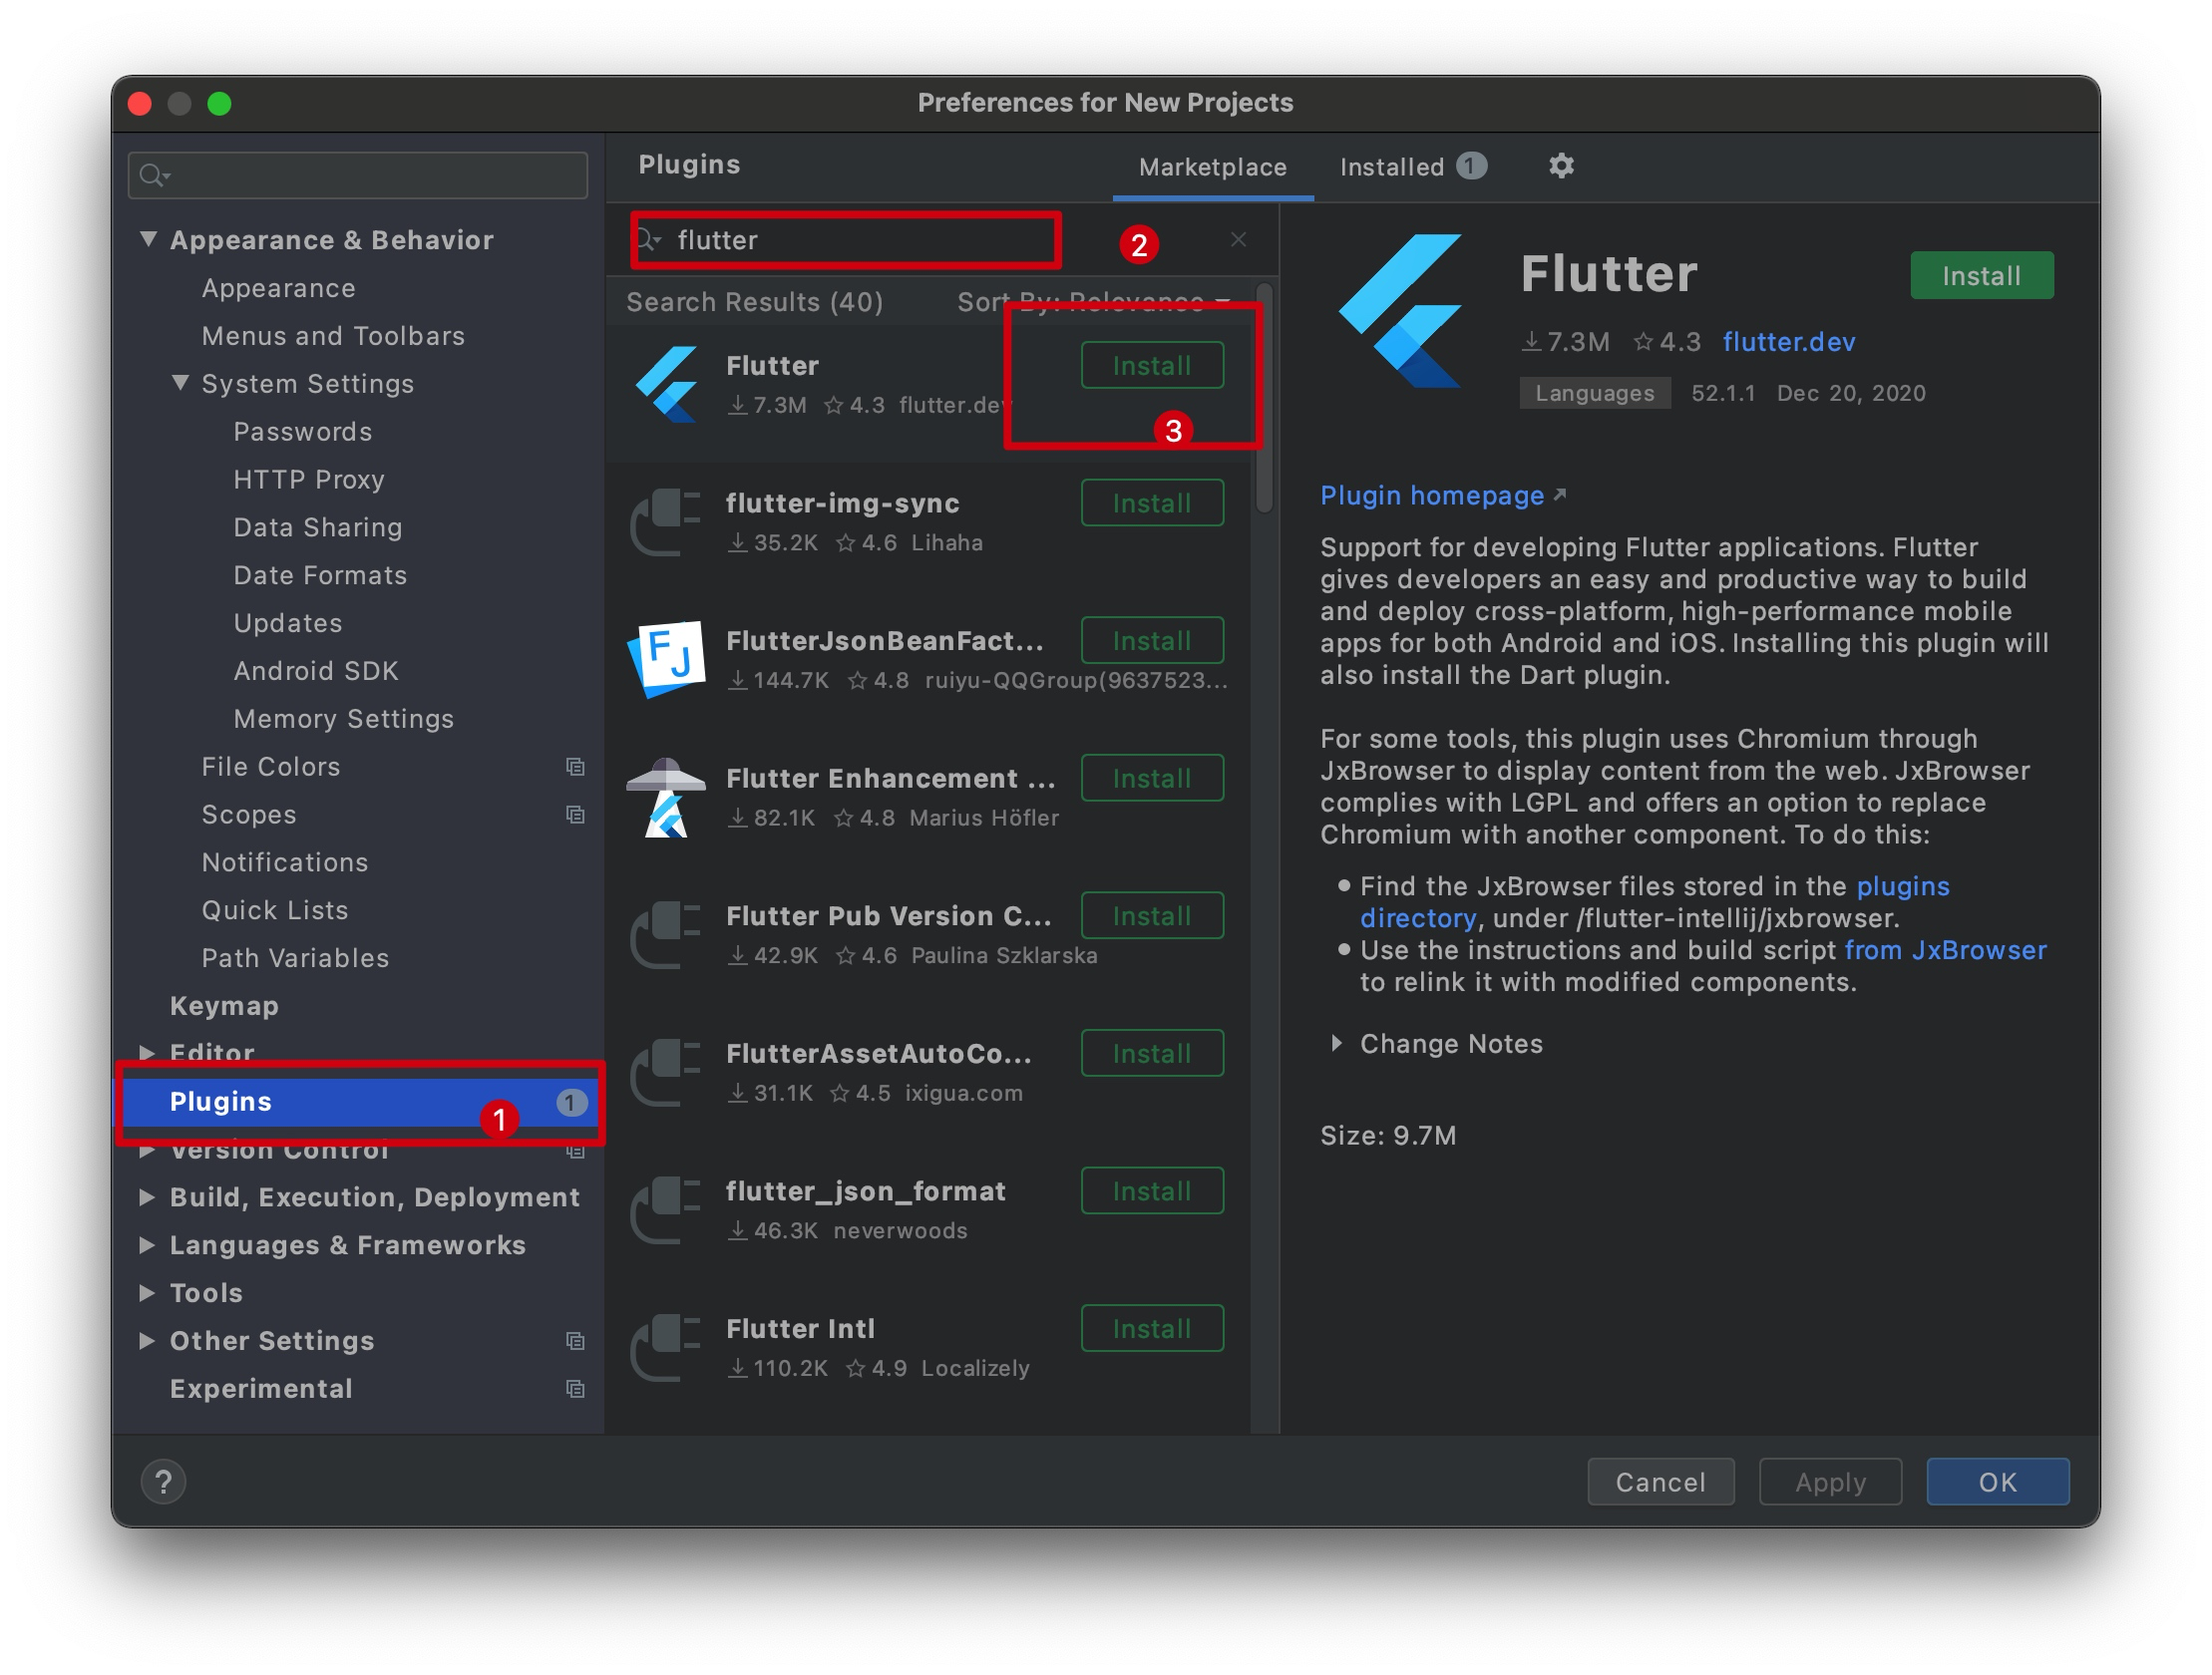 Preferences for New Projects
Appearance & Behavior
Appearance
Menus and Toolbars
System Settings
Passwords
HTTP Proxy
Data Sharing
Date Formats
Updates
Android SDK
Memory Settings
File Colors
Scopes
Notifications
Quick Lists
Path Variables
Keymap
Editor
Plugins 1
1
Version Control
Build, Execution, Deployment
Languages & Frameworks
Tools
Other Settings
Experimental
Plugins
Marketplace
Installed 1
flutter
2
Search Results (40)
Sort By: Relevance
Flutter
Install
7.3M 4.3 flutter.dev
3
flutter-img-sync
Install
35.2K 4.6 Lihaha
FlutterJsonBeanFact...
Install
144.7K 4.8 ruiyu-QQGroup(9637523...
Flutter Enhancement ...
Install
82.1K 4.8 Marius Höfler
Flutter Pub Version C...
Install
42.9K 4.6 Paulina Szklarska
FlutterAssetAutoCo...
Install
31.1K 4.5 ixigua.com
flutter_json_format
Install
46.3K neverwoods
Flutter Intl
Install
110.2K 4.9 Localizely
F
J
Flutter
Install
7.3M 4.3 flutter.dev
Languages 52.1.1 Dec 20, 2020
Plugin homepage
Support for developing Flutter applications. Flutter
gives developers an easy and productive way to build
and deploy cross-platform, high-performance mobile
apps for both Android and iOS. Installing this plugin will
also install the Dart plugin.
For some tools, this plugin uses Chromium through
JxBrowser to display content from the web. JxBrowser
complies with LGPL and offers an option to replace
Chromium with another component. To do this:
Find the JxBrowser files stored in the plugins
directory, under /flutter-intellij/jxbrowser.
Use the instructions and build script from JxBrowser
to relink it with modified components.
Change Notes
Size: 9.7M
?
Cancel
Apply
OK